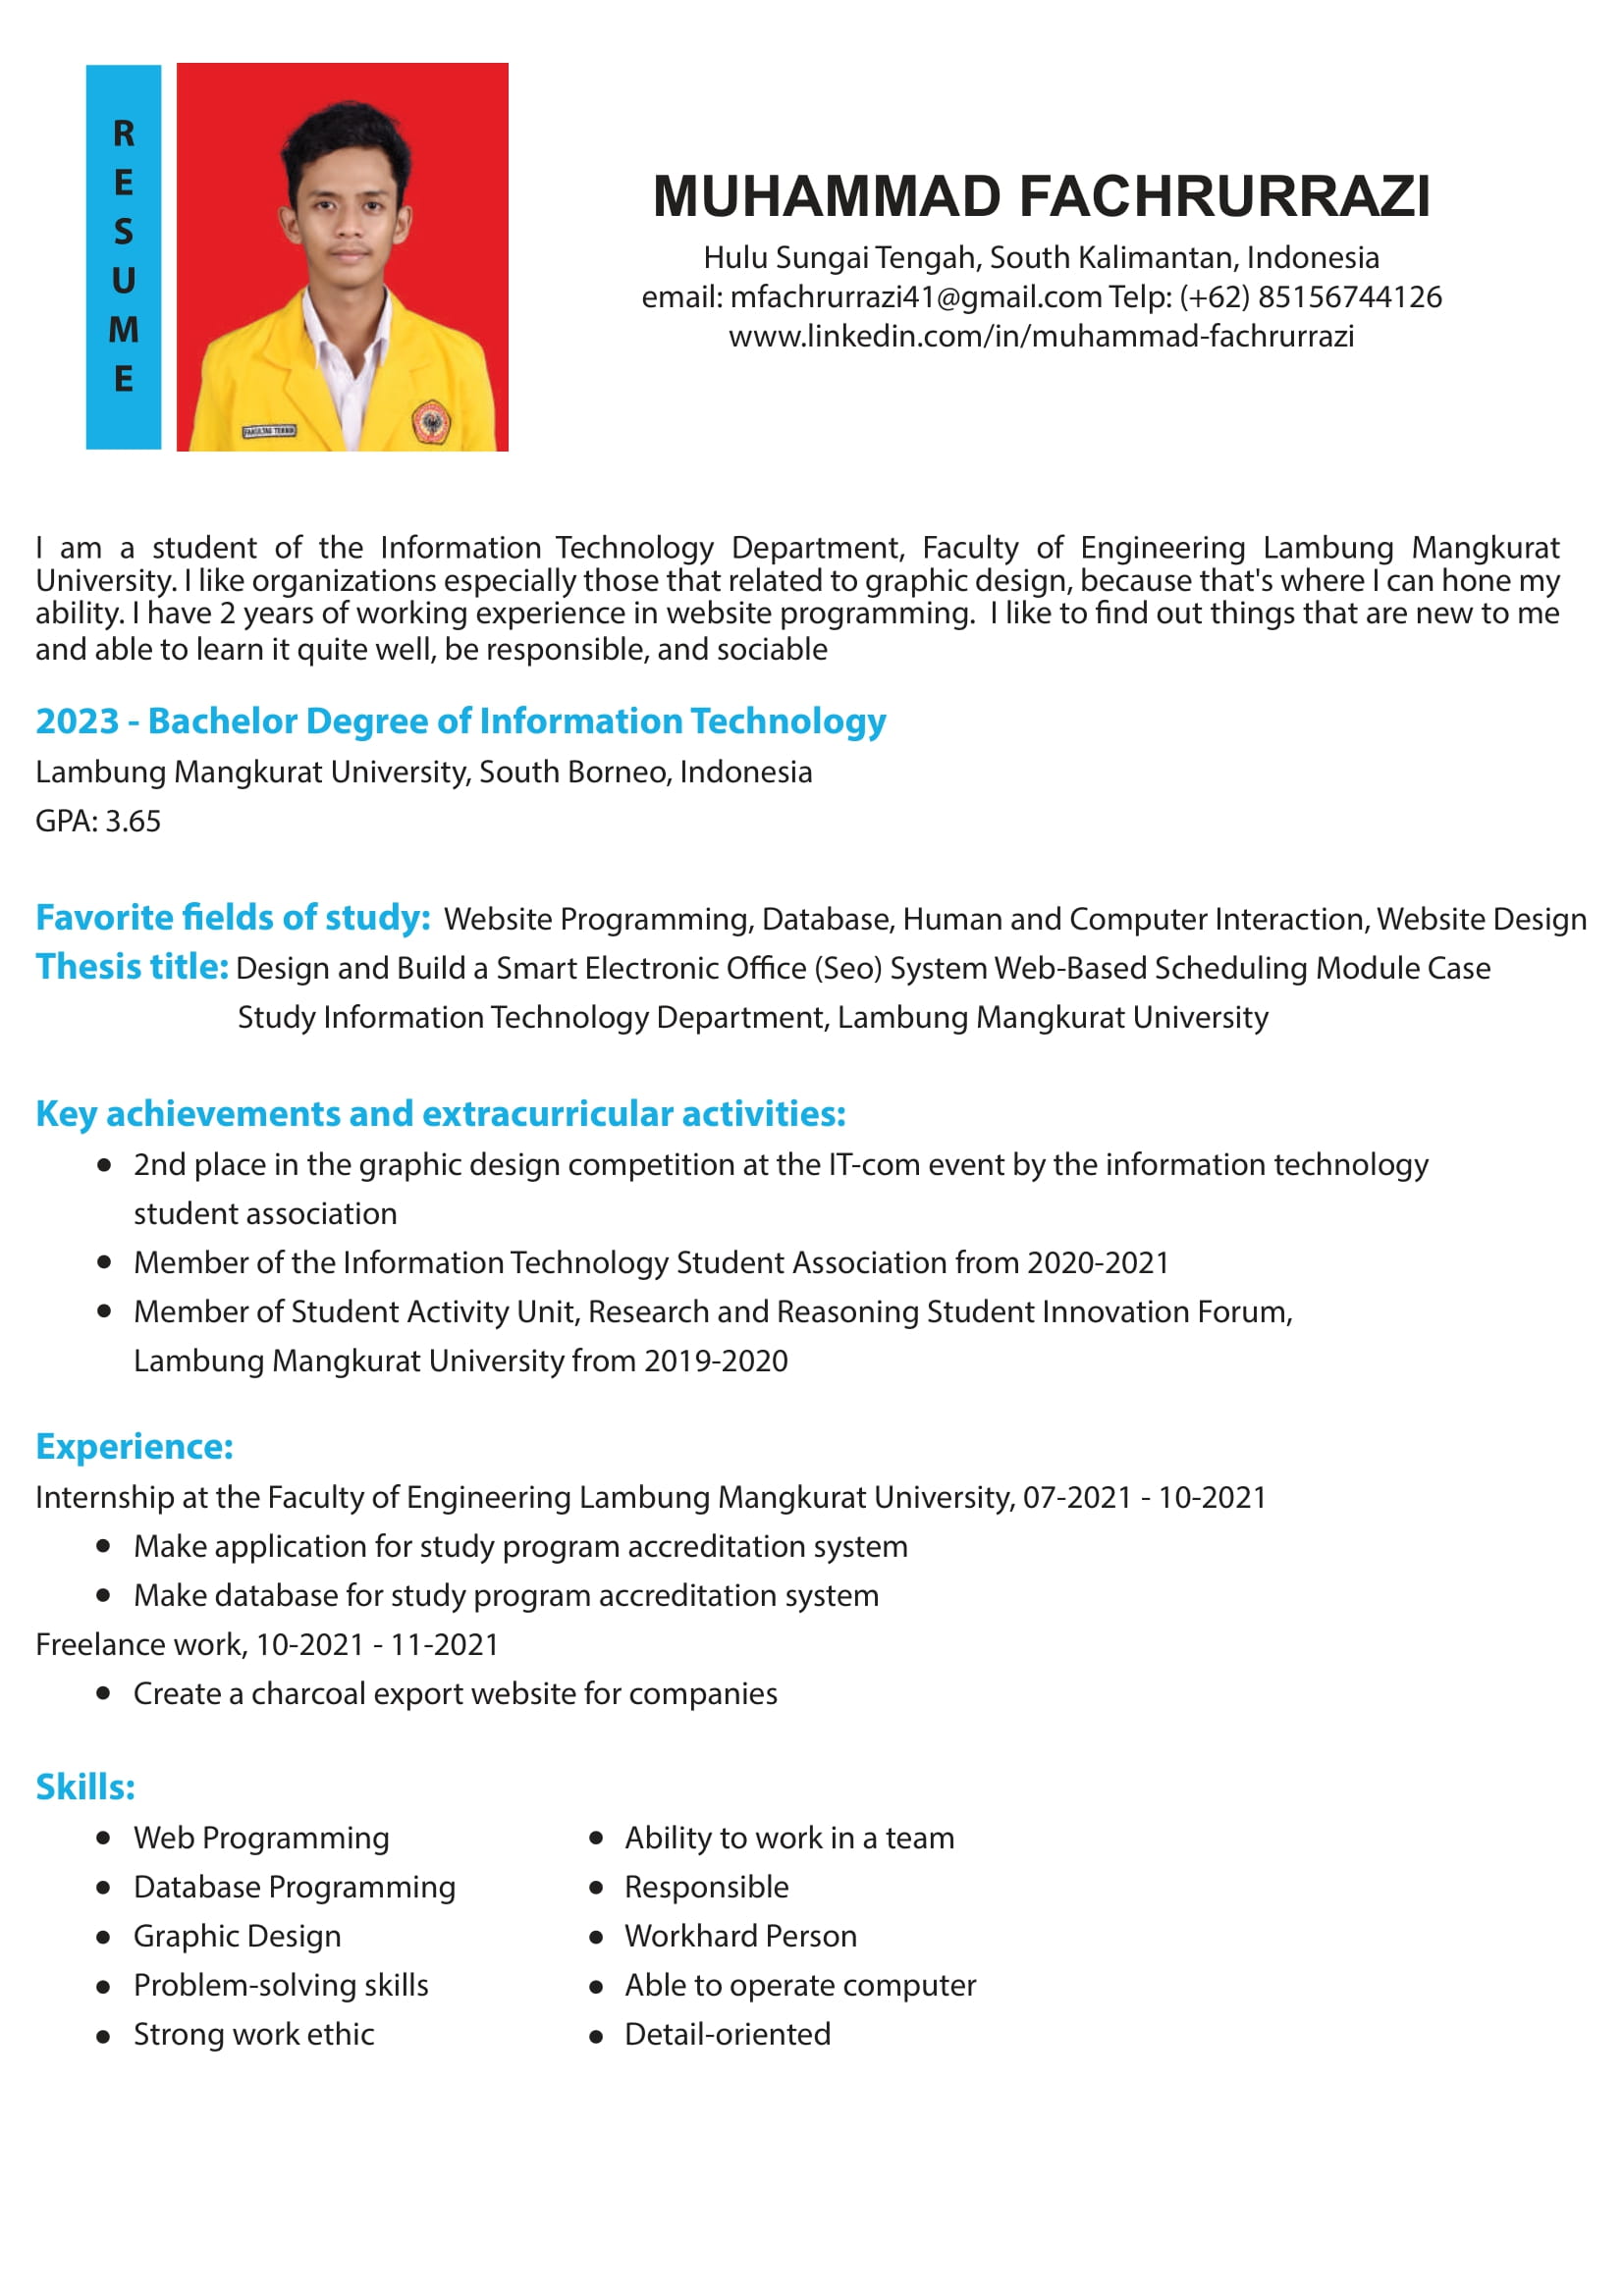 R
E
S
U
M
E
FAKULTAS TEKNIK
MUHAMMAD FACHRURRAZI
Hulu Sungai Tengah, South Kalimantan, Indonesia
email: mfachrurrazi41@gmail.com Telp: (+62) 85156744126
www.linkedin.com/in/muhammad-fachrurrazi
I am a student of the Information Technology Department, Faculty of Engineering Lambung Mangkurat
University. I like organizations especially those that related to graphic design, because that's where I can hone my
ability. I have 2 years of working experience in website programming. I like to find out things that are new to me
and able to learn it quite well, be responsible, and sociable
2023 - Bachelor Degree of Information Technology
Lambung Mangkurat University, South Borneo, Indonesia
GPA: 3.65
Favorite fields of study: Website Programming, Database, Human and Computer Interaction, Website Design
Thesis title: Design and Build a Smart Electronic Office (Seo) System Web-Based Scheduling Module Case
Study Information Technology Department, Lambung Mangkurat University
Key achievements and extracurricular activities:
• 2nd place in the graphic design competition at the IT-com event by the information technology
student association
• Member of the Information Technology Student Association from 2020-2021
• Member of Student Activity Unit, Research and Reasoning Student Innovation Forum,
Lambung Mangkurat University from 2019-2020
Experience:
Internship at the Faculty of Engineering Lambung Mangkurat University, 07-2021 - 10-2021
• Make application for study program accreditation system
• Make database for study program accreditation system
Freelance work, 10-2021 - 11-2021
• Create a charcoal export website for companies
Skills:
• Web Programming
• Database Programming
• Graphic Design
• Problem-solving skills
• Strong work ethic
• Ability to work in a team
• Responsible
• Workhard Person
• Able to operate computer
• Detail-oriented